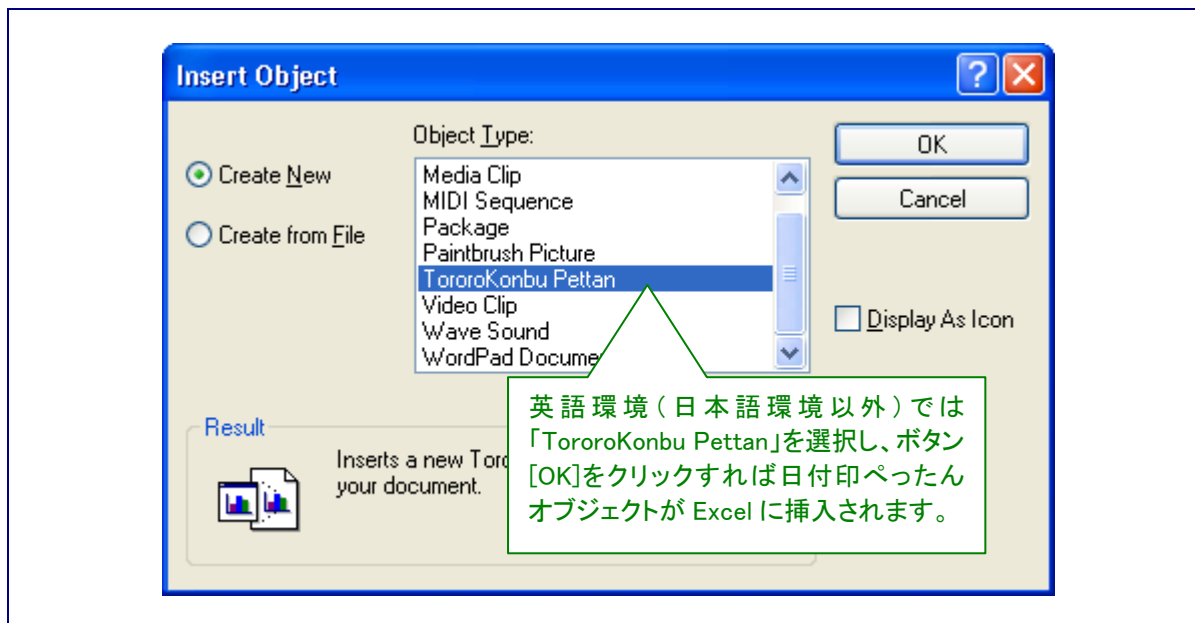 Insert Object
Object Type:
Create New
Create from File
Media Clip
MIDI Sequence
Package
Paintbrush Picture
TororoKonbu Pettan
Video Clip
Wave Sound
WordPad
OK
Cancel
Display As Icon
Result
Inserts a new
your document.
英語環境(日本語環境以外)では
「TororoKonbu Pettan」を選択し、ボタン
[OK]をクリックすれば日付印ぺったん
オブジェクトが Excel に挿入されます。